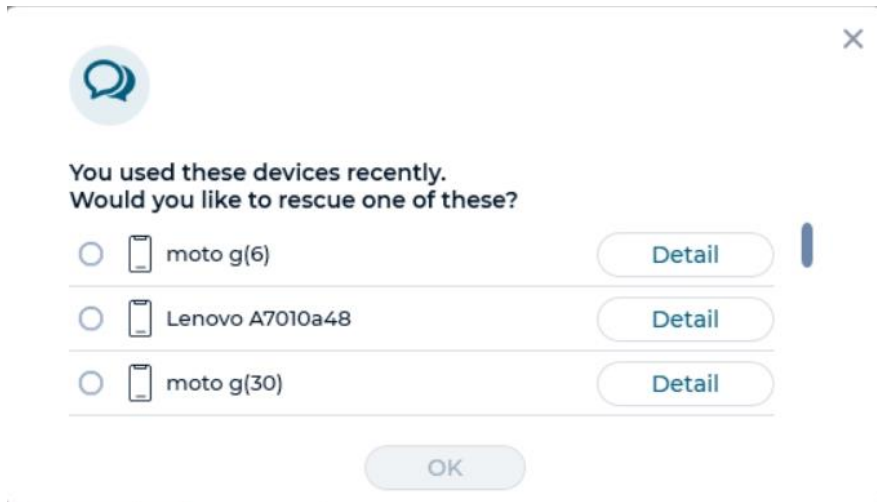 You used these devices recently.
Would you like to rescue one of these?
moto g(6) Detail
Lenovo A7010a48 Detail
moto g(30) Detail
OK